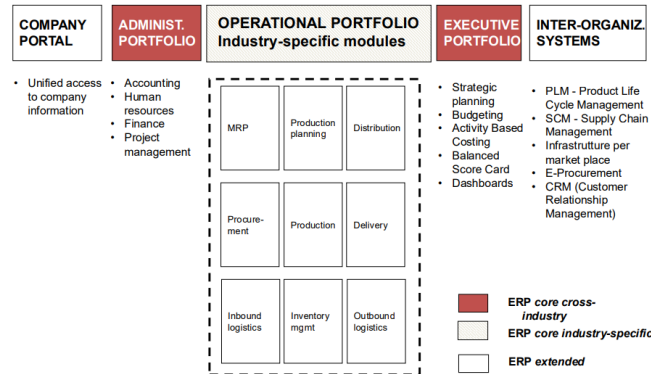 COMPANY
PORTAL
ADMINIST.
PORTFOLIO
OPERATIONAL PORTFOLIO
Industry-specific modules
EXECUTIVE
PORTFOLIO
INTER-ORGANIZ.
SYSTEMS
• Unified access
to company
information
• Accounting
• Human
resources
• Finance
• Project
management
MRP
Production
planning
Distribution
Procure-
ment
Production
Delivery
Inbound
logistics
Inventory
mgmt
Outbound
logistics
• Strategic
planning
• Budgeting
• Activity Based
Costing
• Balanced
Score Card
• Dashboards
• PLM - Product Life
Cycle Management
• SCM - Supply Chain
Management
• Infrastrutture per
market place
• E-Procurement
• CRM (Customer
Relationship
Management)
ERP core cross-
industry
ERP core industry-specific
ERP extended